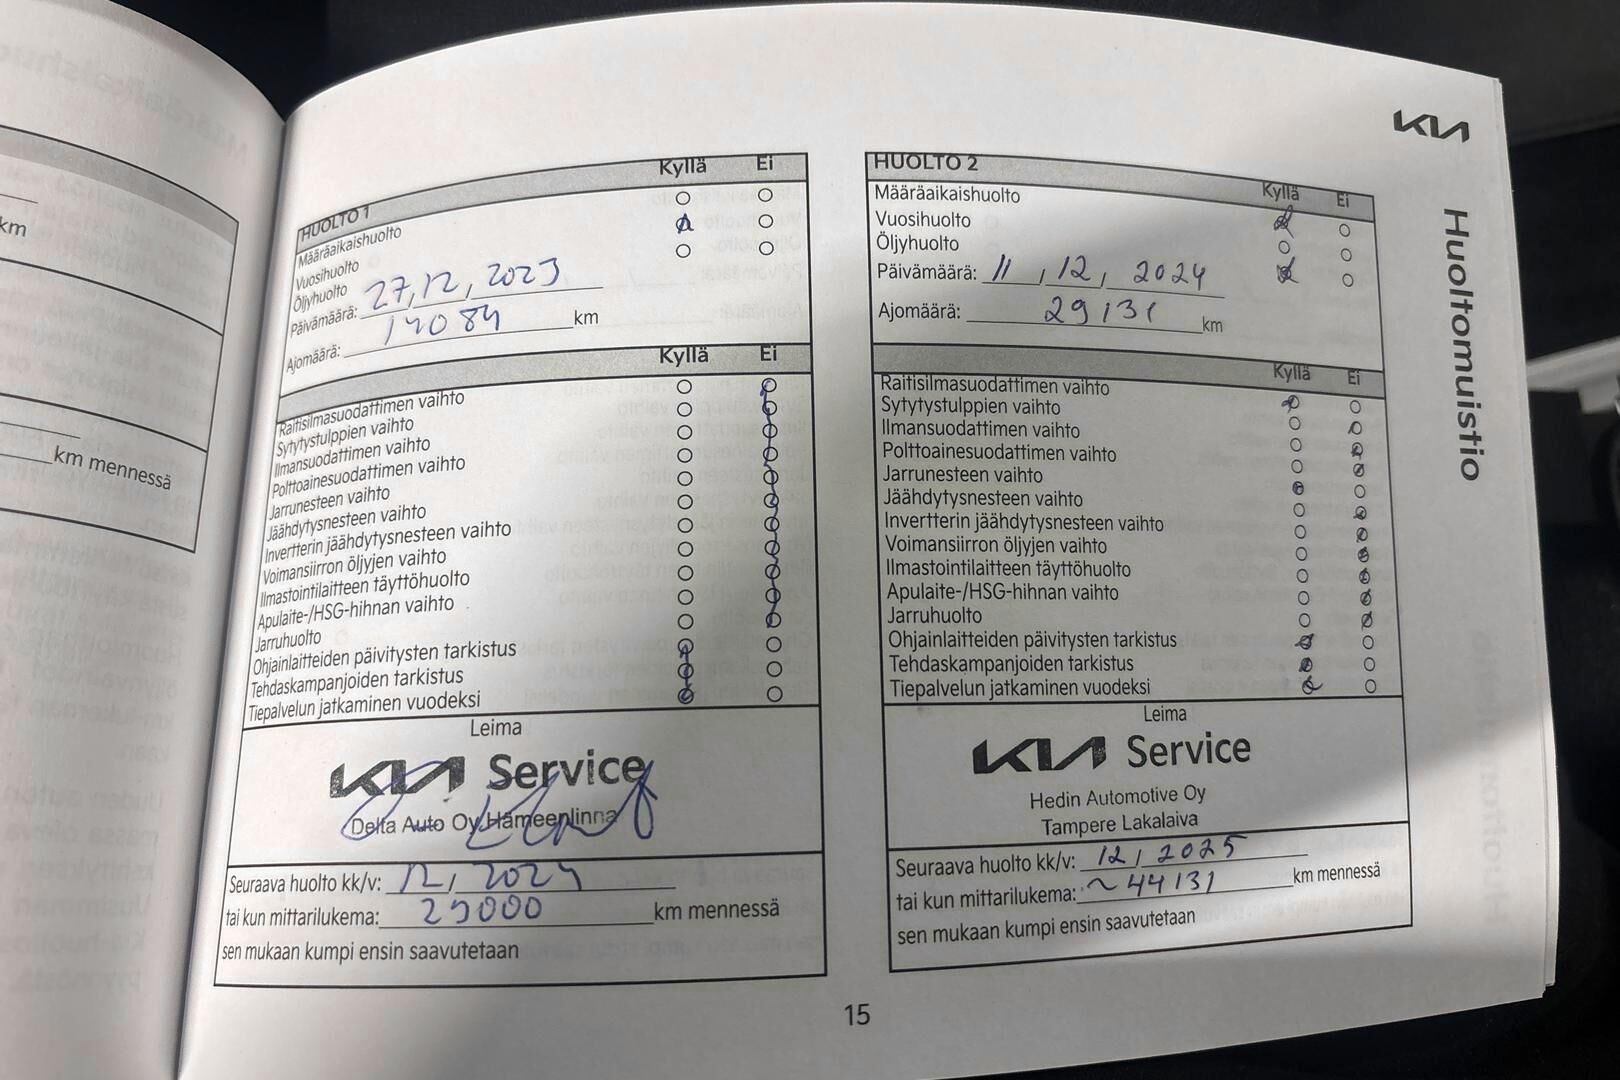 km
km mennessä
KIA
Huoltomuistio
HUOLTO 1 Kyllä Ei
Määräaikaishuolto
Vuosihuolto
Öljyhuolto
Päivämäärä: 27,12,2023
Ajomäärä: 14084 km
Kyllä Ei
Raitisilmasuodattimen vaihto
Sytytystulppien vaihto
Ilmansuodattimen vaihto
Polttoainesuodattimen vaihto
Jarrunesteen vaihto
Jäähdytysnesteen vaihto
Invertterin jäähdytysnesteen vaihto
Voimansiirron öljyjen vaihto
Ilmastointilaitteen täyttöhuolto
Apulaite-/HSG-hihnan vaihto
Jarruhuolto
Ohjainlaitteiden päivitysten tarkistus
Tehdaskampanjoiden tarkistus
Tiepalvelun jatkaminen vuodeksi
Leima
KIA Service
Delta Auto Oy Hämeenlinna
Seuraava huolto kk/v: 12, 2024
tai kun mittarilukema: 29000 km mennessä
sen mukaan kumpi ensin saavutetaan
HUOLTO 2 Kyllä Ei
Määräaikaishuolto
Vuosihuolto
Öljyhuolto
Päivämäärä: 11,12,2024
Ajomäärä: 29131 km
Kyllä Ei
Raitisilmasuodattimen vaihto
Sytytystulppien vaihto
Ilmansuodattimen vaihto
Polttoainesuodattimen vaihto
Jarrunesteen vaihto
Jäähdytysnesteen vaihto
Invertterin jäähdytysnesteen vaihto
Voimansiirron öljyjen vaihto
Ilmastointilaitteen täyttöhuolto
Apulaite-/HSG-hihnan vaihto
Jarruhuolto
Ohjainlaitteiden päivitysten tarkistus
Tehdaskampanjoiden tarkistus
Tiepalvelun jatkaminen vuodeksi
Leima
KIA Service
Hedin Automotive Oy
Tampere Lakalaiva
Seuraava huolto kk/v: 12, 2025
tai kun mittarilukema: ~44131 km mennessä
sen mukaan kumpi ensin saavutetaan
15